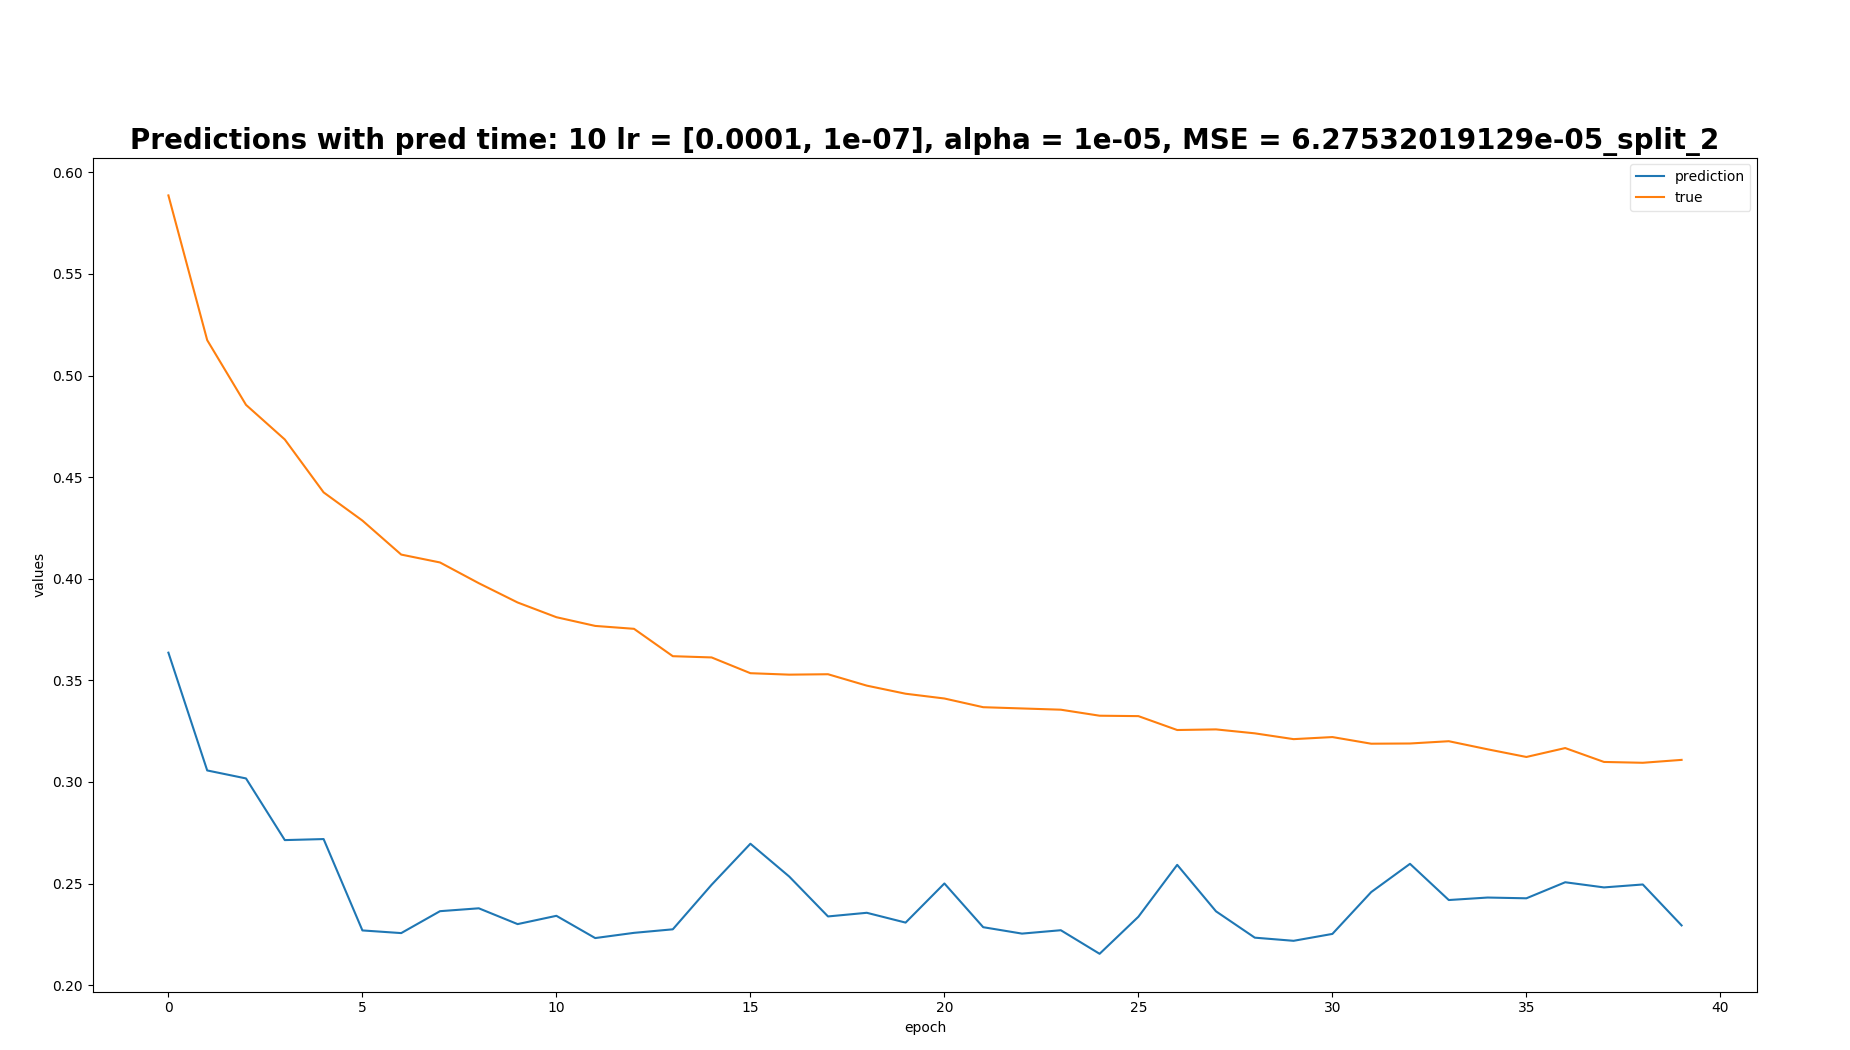 Predictions with pred time: 10 lr = [0.0001, 1e-07], alpha = 1e-05, MSE = 6.27532019129e-05_split_2
prediction
true
0.60
0.55
0.50
0.45
0.40
0.35
0.30
0.25
0.20
values
0 5 10 15 20 25 30 35 40
epoch